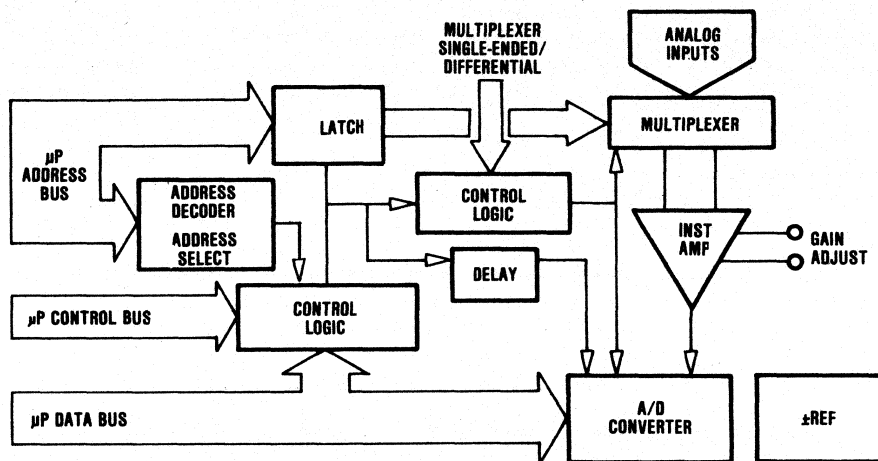 MULTIPLEXER
SINGLE-ENDED/
DIFFERENTIAL
ANALOG
INPUTS
LATCH
MULTIPLEXER
µP
ADDRESS
BUS
ADDRESS
DECODER
ADDRESS
SELECT
CONTROL
LOGIC
INST
AMP
GAIN
ADJUST
DELAY
µP CONTROL BUS
CONTROL
LOGIC
µP DATA BUS
A/D
CONVERTER
±REF